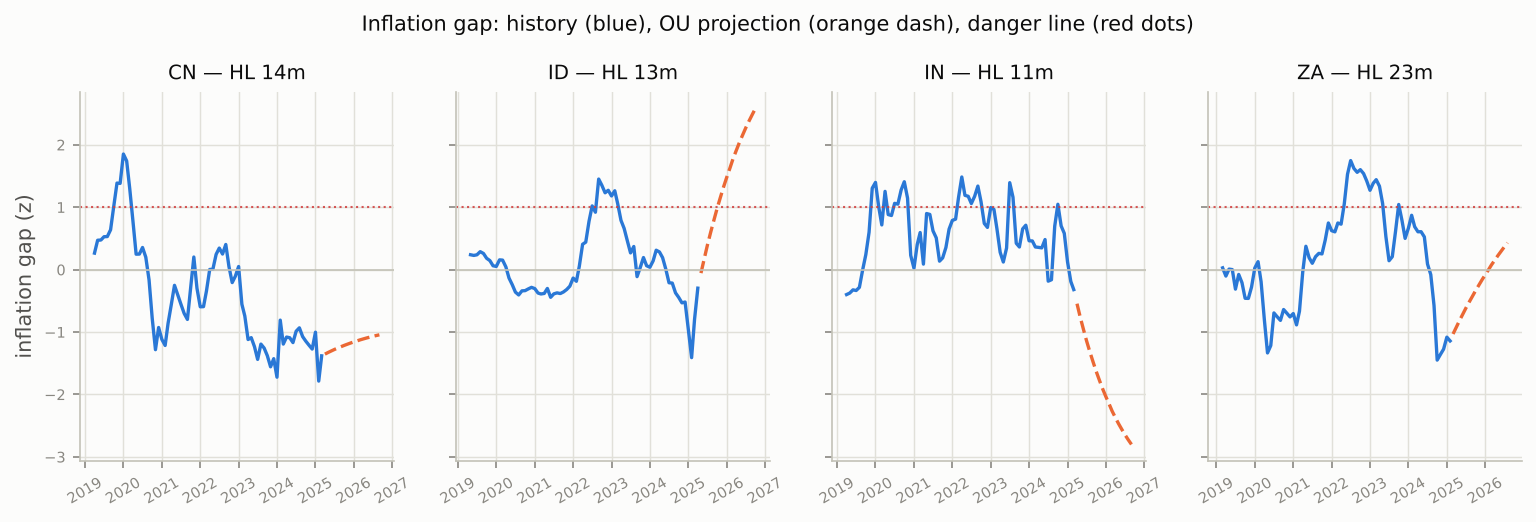 Inflation gap: history (blue), OU projection (orange dash), danger line (red dots)
CN — HL 14m
ID — HL 13m
IN — HL 11m
ZA — HL 23m
inflation gap (z)
2
1
0
−1
−2
−3
2019 2020 2021 2022 2023 2024 2025 2026 2027
2019 2020 2021 2022 2023 2024 2025 2026 2027
2019 2020 2021 2022 2023 2024 2025 2026 2027
2019 2020 2021 2022 2023 2024 2025 2026